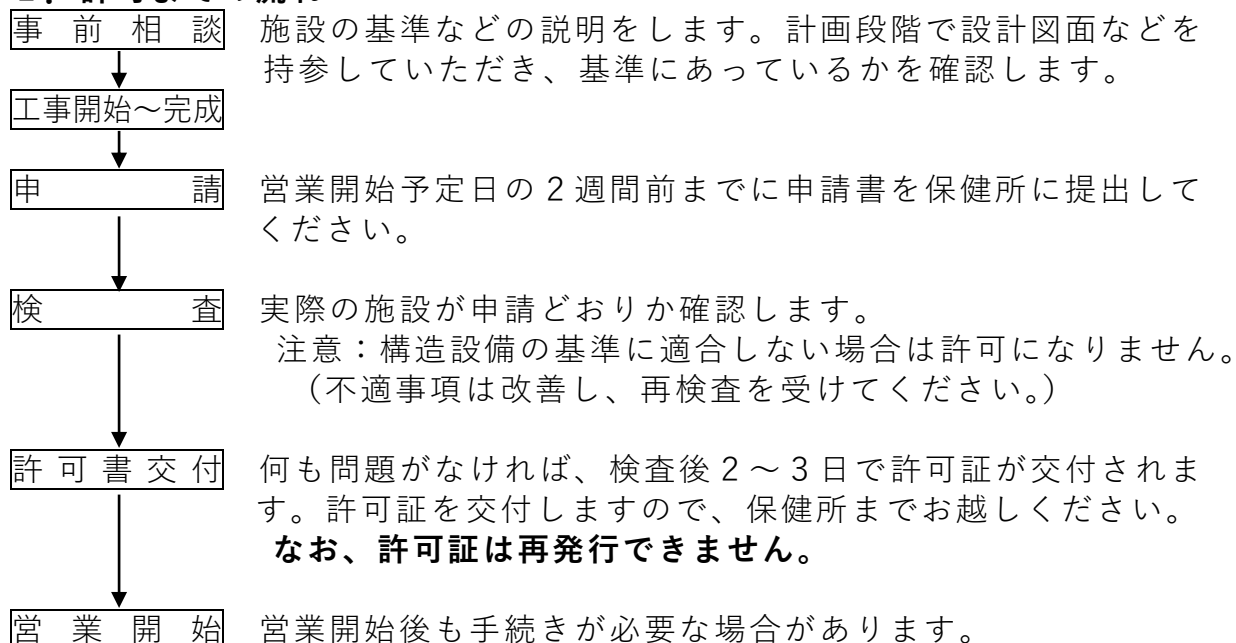 事前相談 施設の基準などの説明をします。計画段階で設計図面などを
持参していただき、基準にあっているかを確認します。
工事開始～完成
申請 営業開始予定日の２週間前までに申請書を保健所に提出して
ください。
検査 実際の施設が申請どおりか確認します。
注意：構造設備の基準に適合しない場合は許可になりません。
（不適事項は改善し、再検査を受けてください。）
許可書交付 何も問題がなければ、検査後２～３日で許可証が交付されま
す。許可証を交付しますので、保健所までお越しください。
なお、許可証は再発行できません。
営業開始 営業開始後も手続きが必要な場合があります。